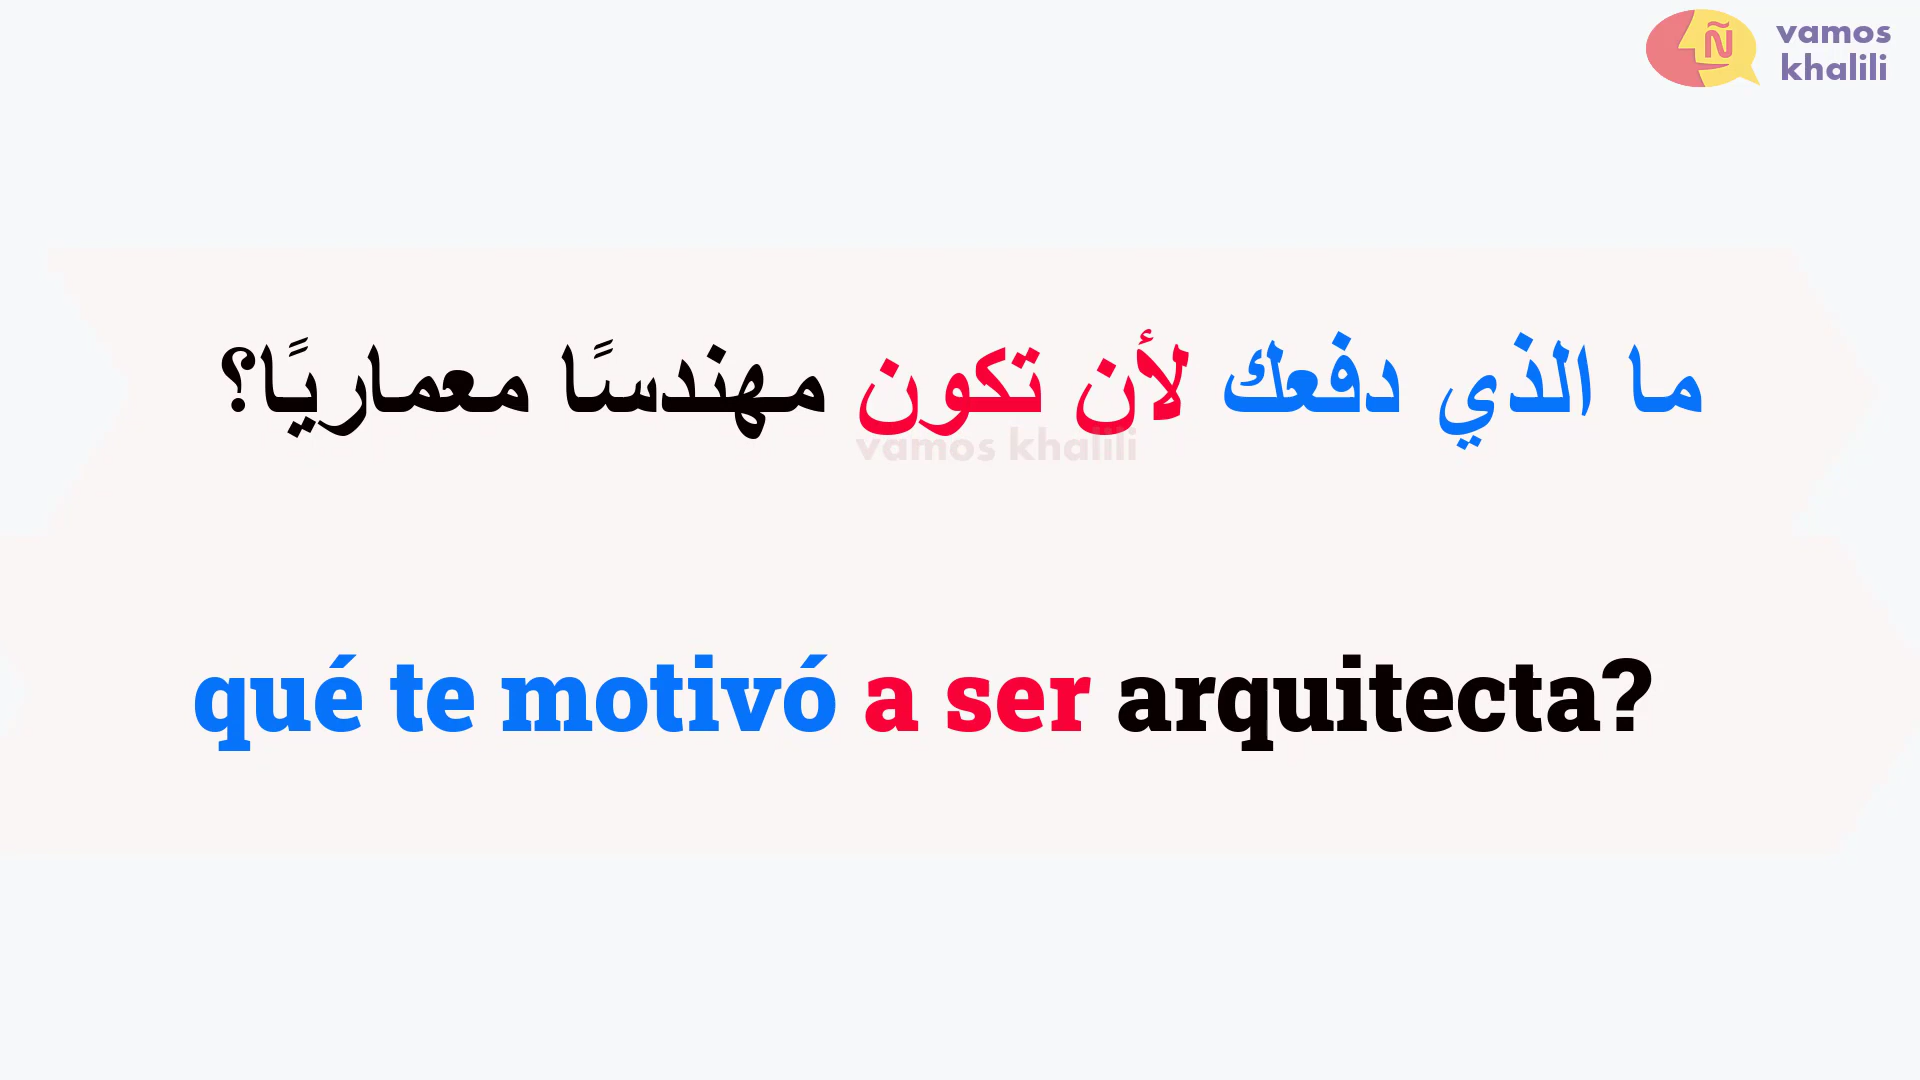 Ñ
vamos
khalili
ما الذي دفعك لأن تكون مهندسًا معماريًا؟
vamos khalili
qué te motivó a ser arquitecta?